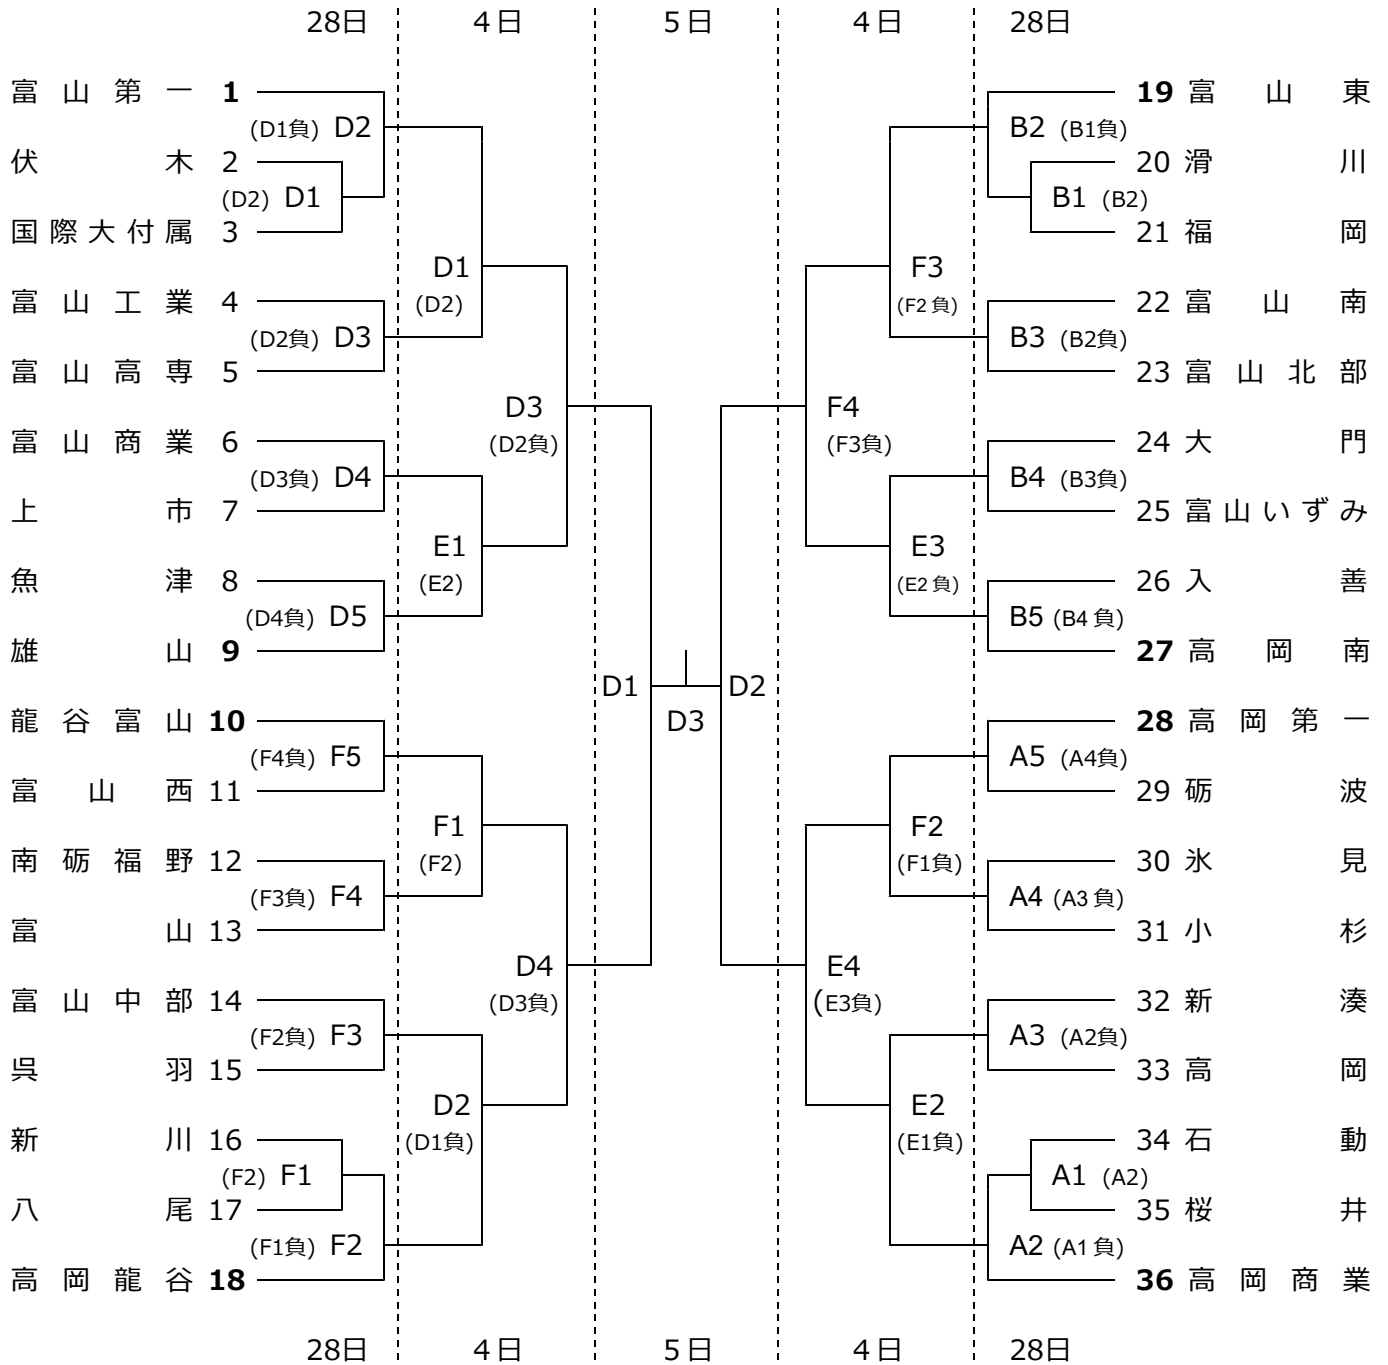 28日 4日 5日 4日 28日
富山第一 1 19 富山東
(D1負) D2 B2 (B1負)
伏木 2 20 滑川
(D2) D1 B1 (B2)
国際大付属 3 21 福岡
D1 F3
(D2) (F2負)
富山工業 4 22 富山南
(D2負) D3 B3 (B2負)
富山高専 5 23 富山北部
D3 F4
(D2負) (F3負)
富山商業 6 24 大門
(D3負) D4 B4 (B3負)
上市 7 25 富山いずみ
E1 E3
(E2) (E2負)
魚津 8 26 入善
(D4負) D5 B5 (B4負)
雄山 9 27 高岡南
D1 D2
D3
龍谷富山 10 28 高岡第一
(F4負) F5 A5 (A4負)
富山西 11 29 砺波
F1 F2
(F2) (F1負)
南砺福野 12 30 氷見
(F3負) F4 A4 (A3負)
富山 13 31 小杉
D4 E4
(D3負) (E3負)
富山中部 14 32 新湊
(F2負) F3 A3 (A2負)
呉羽 15 33 高岡
D2 E2
(D1負) (E1負)
新川 16 34 石動
(F2) F1 A1 (A2)
八尾 17 35 桜井
(F1負) F2 A2 (A1負)
高岡龍谷 18 36 高岡商業
28日 4日 5日 4日 28日